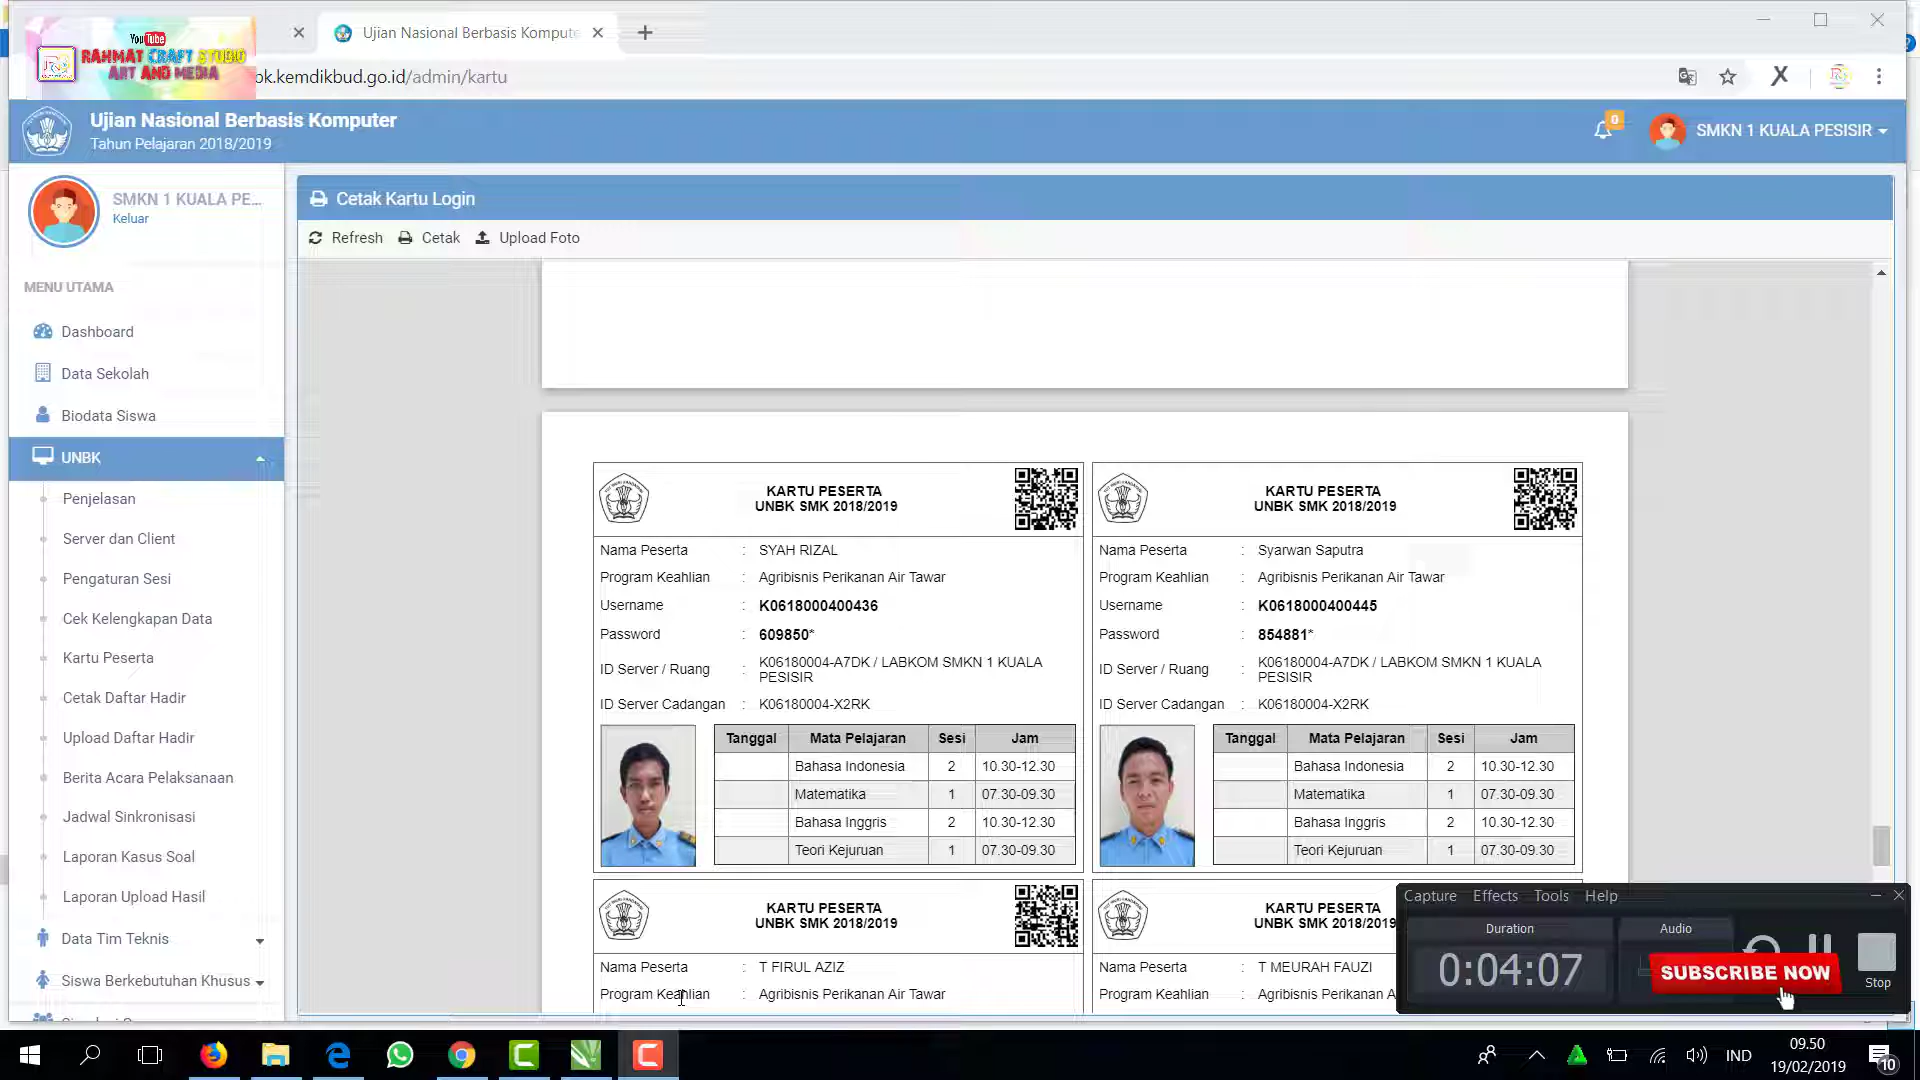 YouTube
RAHMAT CRAFT STUDIO
ART AND MEDIA
Ujian Nasional Berbasis Kompute
ok.kemdikbud.go.id/admin/kartu
Ujian Nasional Berbasis Komputer
Tahun Pelajaran 2018/2019
0
SMKN 1 KUALA PESISIR
SMKN 1 KUALA PE...
Keluar
Cetak Kartu Login
Refresh
Cetak
Upload Foto
MENU UTAMA
Dashboard
Data Sekolah
Biodata Siswa
UNBK
Penjelasan
Server dan Client
Pengaturan Sesi
Cek Kelengkapan Data
Kartu Peserta
Cetak Daftar Hadir
Upload Daftar Hadir
Berita Acara Pelaksanaan
Jadwal Sinkronisasi
Laporan Kasus Soal
Laporan Upload Hasil
Data Tim Teknis
Siswa Berkebutuhan Khusus
KARTU PESERTA
UNBK SMK 2018/2019
Nama Peserta : SYAH RIZAL
Program Keahlian : Agribisnis Perikanan Air Tawar
Username : K0618000400436
Password : 609850*
ID Server / Ruang : K06180004-A7DK / LABKOM SMKN 1 KUALA
PESISIR
ID Server Cadangan : K06180004-X2RK
Tanggal Mata Pelajaran Sesi Jam
Bahasa Indonesia 2 10.30-12.30
Matematika 1 07.30-09.30
Bahasa Inggris 2 10.30-12.30
Teori Kejuruan 1 07.30-09.30
KARTU PESERTA
UNBK SMK 2018/2019
Nama Peserta : Syarwan Saputra
Program Keahlian : Agribisnis Perikanan Air Tawar
Username : K0618000400445
Password : 854881*
ID Server / Ruang : K06180004-A7DK / LABKOM SMKN 1 KUALA
PESISIR
ID Server Cadangan : K06180004-X2RK
Tanggal Mata Pelajaran Sesi Jam
Bahasa Indonesia 2 10.30-12.30
Matematika 1 07.30-09.30
Bahasa Inggris 2 10.30-12.30
Teori Kejuruan 1 07.30-09.30
KARTU PESERTA
UNBK SMK 2018/2019
Nama Peserta : T FIRUL AZIZ
Program Keahlian : Agribisnis Perikanan Air Tawar
KARTU PESERTA
UNBK SMK 2018/2019
Nama Peserta : T MEURAH FAUZI
Program Keahlian : Agribisnis Perikanan A
Capture Effects Tools Help
Duration
Audio
0:04:07
SUBSCRIBE NOW
Stop
IND
09.50
19/02/2019
10